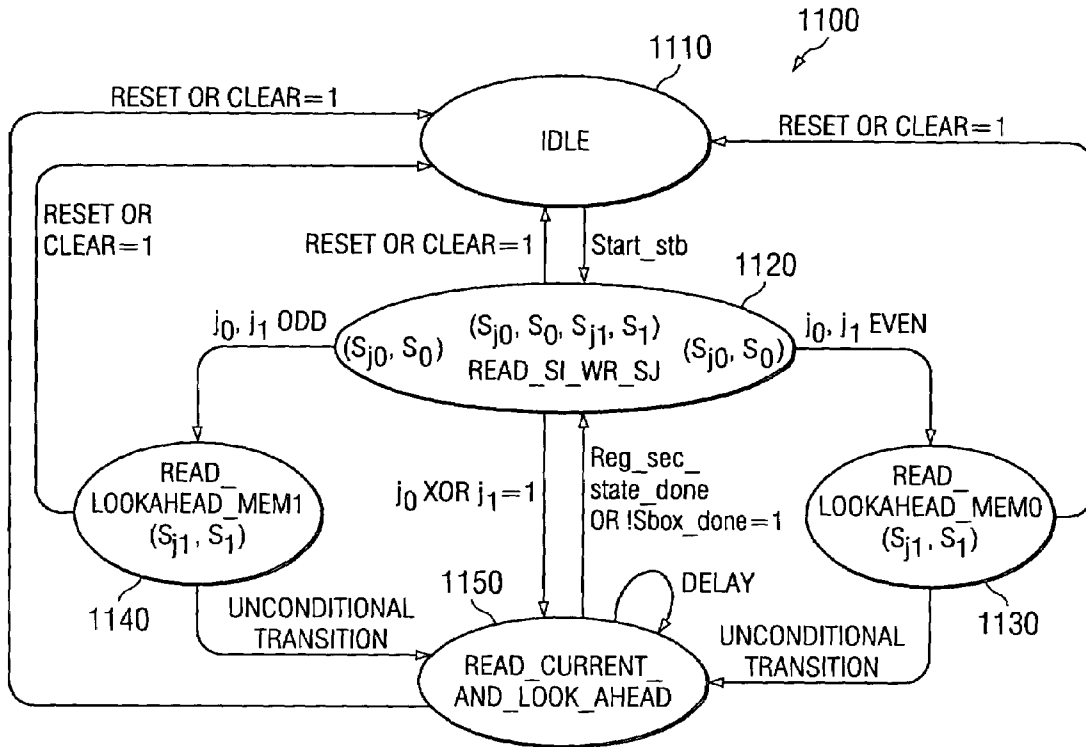 1100
1110
RESET OR CLEAR=1
IDLE
RESET OR CLEAR=1
RESET OR
CLEAR=1
RESET OR CLEAR=1
Start_stb
1120
j0, j1 ODD
(Sj0, S0)
(Sj0, S0, Sj1, S1)
READ_SI_WR_SJ
(Sj0, S0)
j0, j1 EVEN
READ_
LOOKAHEAD_MEM1
(Sj1, S1)
1140
j0 XOR j1=1
Reg_sec_
state_done
OR !Sbox_done=1
READ_
LOOKAHEAD_MEM0
(Sj1, S1)
1130
UNCONDITIONAL
TRANSITION
1150
DELAY
UNCONDITIONAL
TRANSITION
READ_CURRENT_
AND_LOOK_AHEAD